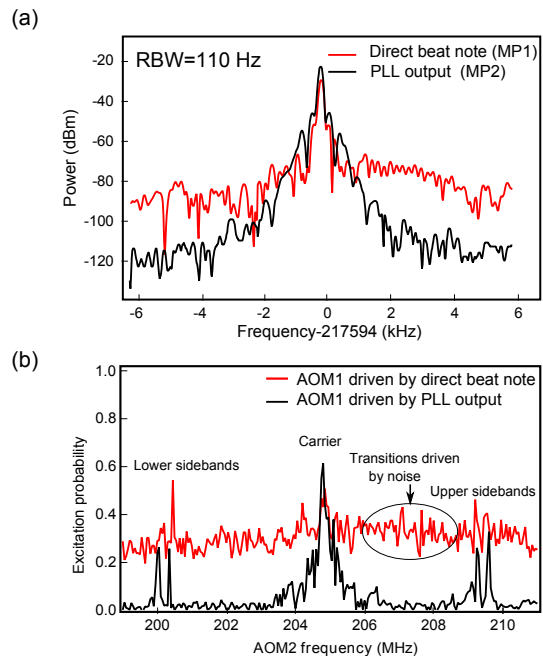 (a)
RBW=110 Hz
Direct beat note (MP1)
PLL output (MP2)
Power (dBm)
-20
-40
-60
-80
-100
-120
-6
-4
-2
0
2
4
6
Frequency-217594 (kHz)
(b)
AOM1 driven by direct beat note
AOM1 driven by PLL output
Carrier
Transitions driven
by noise
Lower sidebands
Upper sidebands
Excitation probability
1.0
0.8
0.6
0.4
0.2
0.0
200
202
204
206
208
210
AOM2 frequency (MHz)